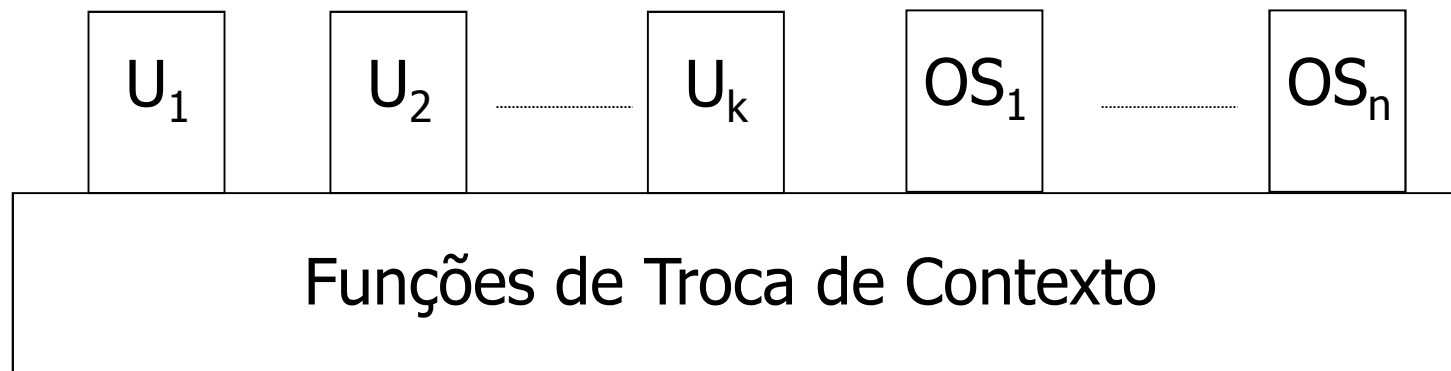 U₁ U₂ Uₖ OS₁ OSₙ
Funções de Troca de Contexto